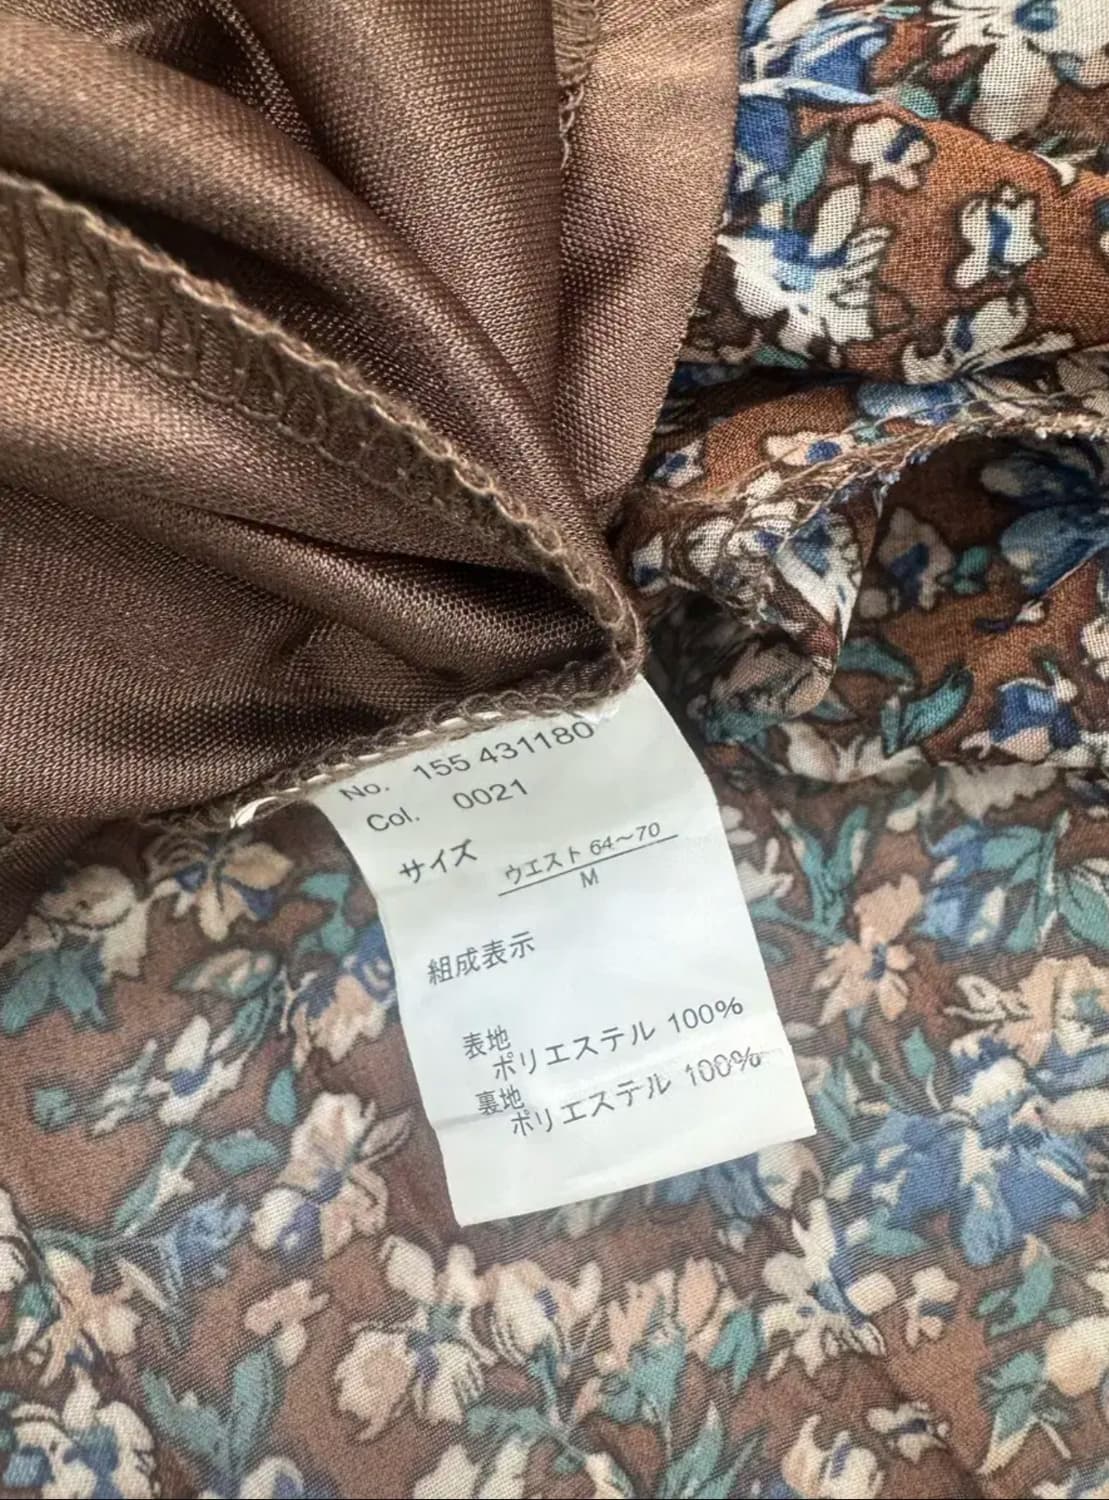 No. 155 431180
Col. 0021
サイズ ウエスト 64～70
M
組成表示
表地
ポリエステル 100%
裏地
ポリエステル 100%